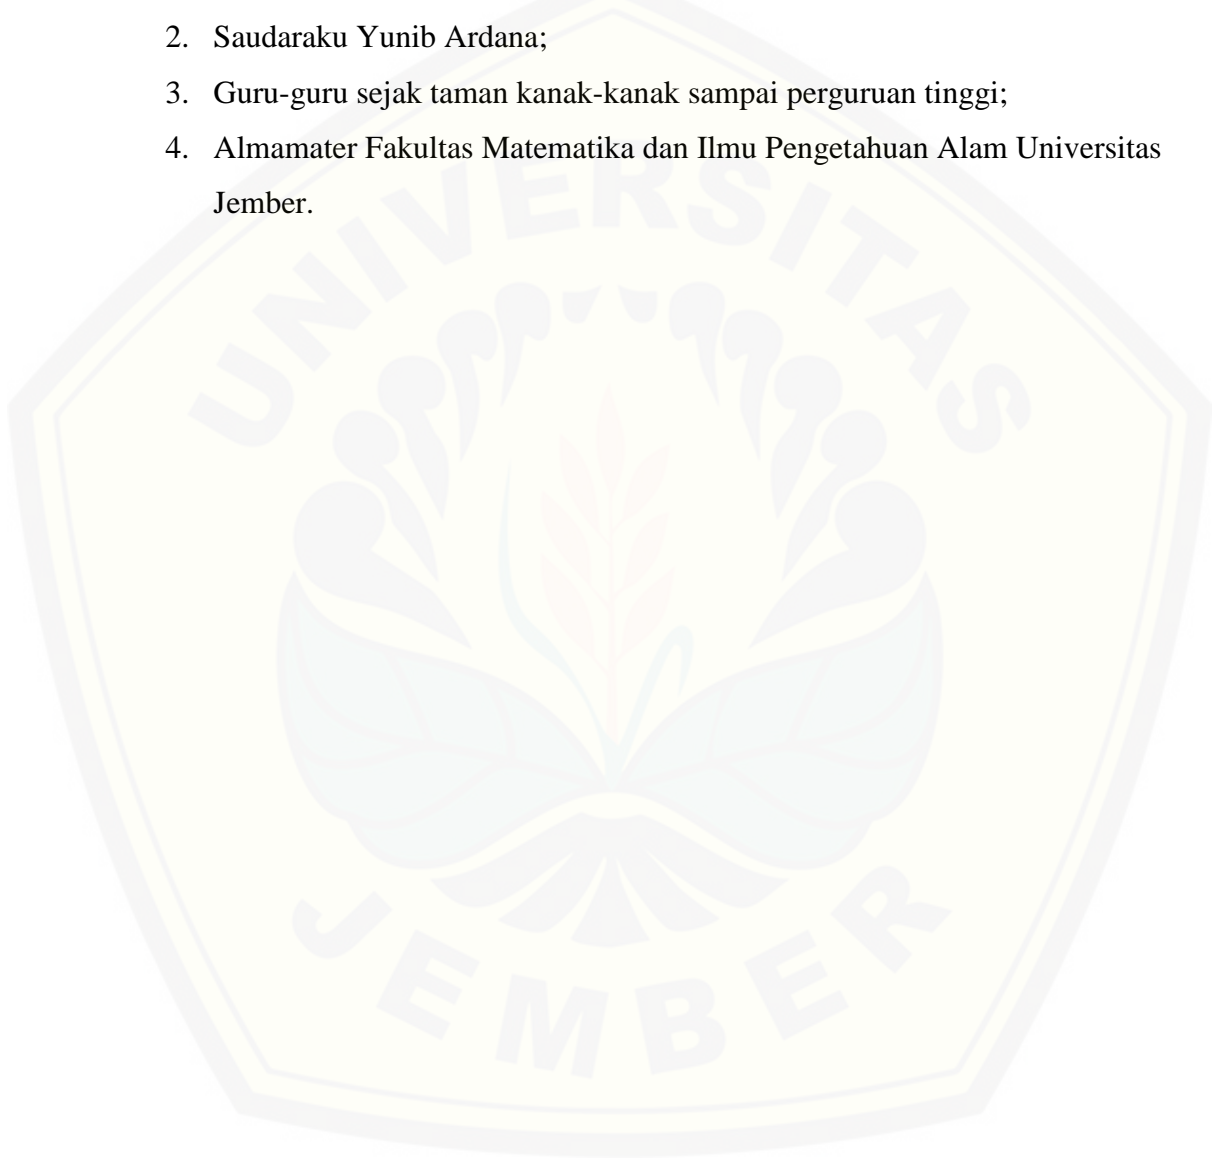 2. Saudaraku Yunib Ardana;
3. Guru-guru sejak taman kanak-kanak sampai perguruan tinggi;
4. Almamater Fakultas Matematika dan Ilmu Pengetahuan Alam Universitas
Jember.
UNIVERSITAS
JEMBER